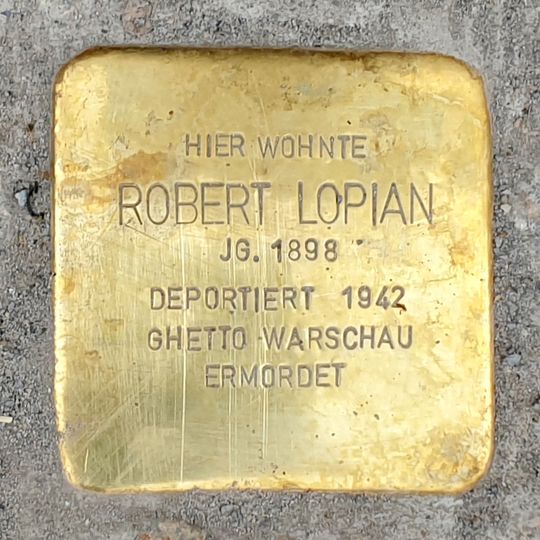 HIER WOHNTE
ROBERT LOPIAN
JG. 1898
DEPORTIERT 1942
GHETTO WARSCHAU
ERMORDET